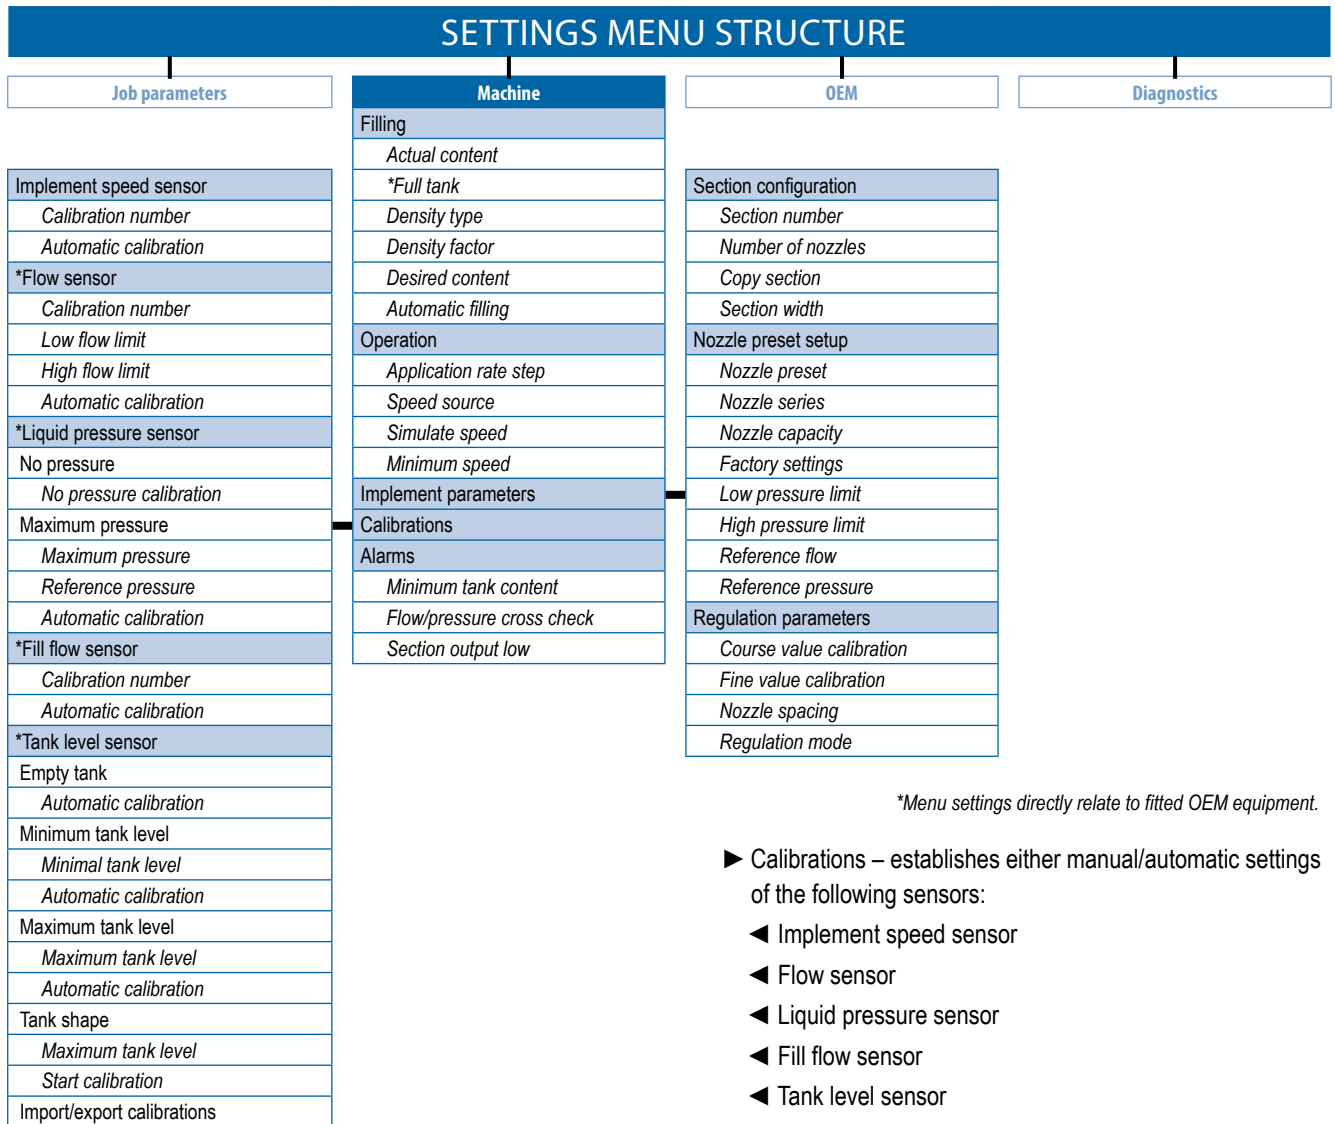 SETTINGS MENU STRUCTURE
Job parameters
Machine
OEM
Diagnostics
Implement speed sensor
Calibration number
Automatic calibration
*Flow sensor
Calibration number
Low flow limit
High flow limit
Automatic calibration
*Liquid pressure sensor
No pressure
No pressure calibration
Maximum pressure
Maximum pressure
Reference pressure
Automatic calibration
*Fill flow sensor
Calibration number
Automatic calibration
*Tank level sensor
Empty tank
Automatic calibration
Minimum tank level
Minimal tank level
Automatic calibration
Maximum tank level
Maximum tank level
Automatic calibration
Tank shape
Maximum tank level
Start calibration
Import/export calibrations
Filling
Actual content
*Full tank
Density type
Density factor
Desired content
Automatic filling
Operation
Application rate step
Speed source
Simulate speed
Minimum speed
Implement parameters
Calibrations
Alarms
Minimum tank content
Flow/pressure cross check
Section output low
Section configuration
Section number
Number of nozzles
Copy section
Section width
Nozzle preset setup
Nozzle preset
Nozzle series
Nozzle capacity
Factory settings
Low pressure limit
High pressure limit
Reference flow
Reference pressure
Regulation parameters
Course value calibration
Fine value calibration
Nozzle spacing
Regulation mode
*Menu settings directly relate to fitted OEM equipment.
►Calibrations – establishes either manual/automatic settings
of the following sensors:
◄Implement speed sensor
◄Flow sensor
◄Liquid pressure sensor
◄Fill flow sensor
◄Tank level sensor